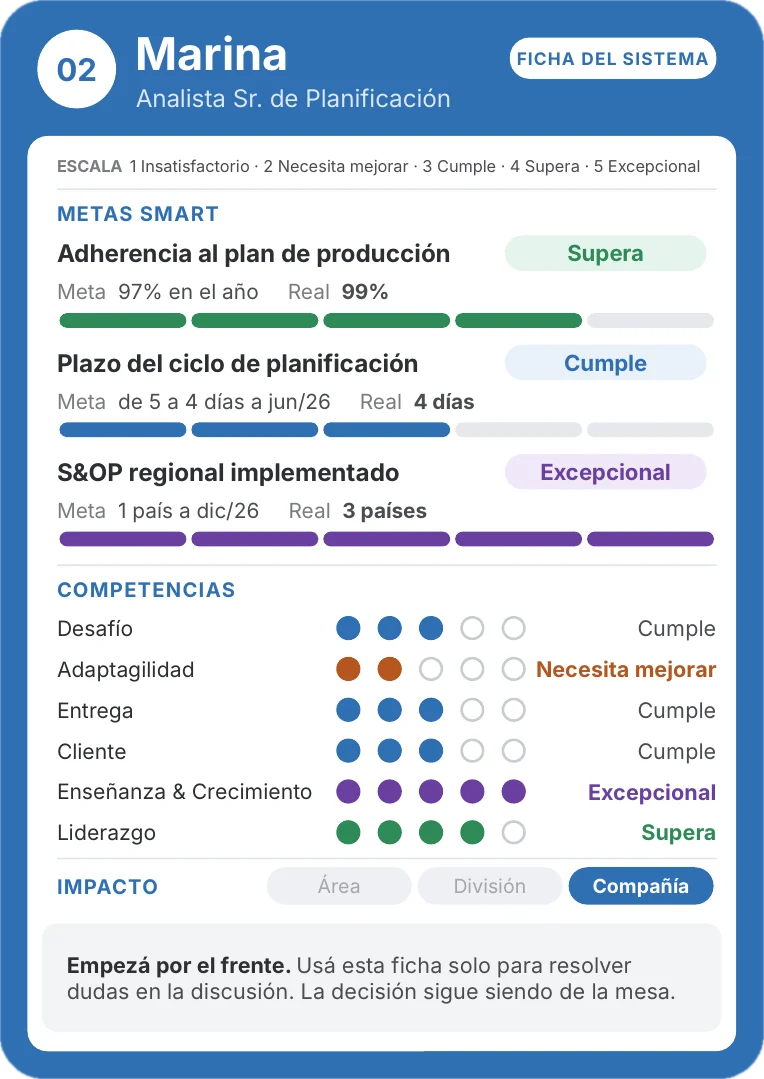 02
Marina
Analista Sr. de Planificación
FICHA DEL SISTEMA
ESCALA 1 Insatisfactorio · 2 Necesita mejorar · 3 Cumple · 4 Supera · 5 Excepcional
METAS SMART
Adherencia al plan de producción Supera
Meta 97% en el año Real 99%
Plazo del ciclo de planificación Cumple
Meta de 5 a 4 días a jun/26 Real 4 días
S&OP regional implementado Excepcional
Meta 1 país a dic/26 Real 3 países
COMPETENCIAS
Desafío Cumple
Adaptagilidad Necesita mejorar
Entrega Cumple
Cliente Cumple
Enseñanza & Crecimiento Excepcional
Liderazgo Supera
IMPACTO Área División Compañía
Empezá por el frente. Usá esta ficha solo para resolver
dudas en la discusión. La decisión sigue siendo de la mesa.